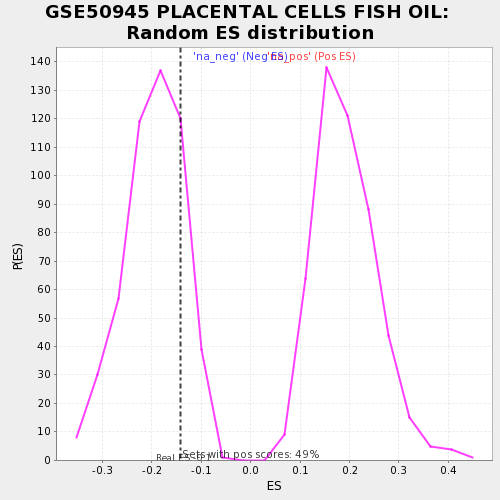 GSE50945 PLACENTAL CELLS FISH OIL:
Random ES distribution
'na_neg' (Neg ES)
'na_pos' (Pos ES)
140
130
120
110
100
90
80
70
60
50
40
30
20
10
0
P(ES)
Sets with pos scores: 49%
Real ES
-0.3 -0.2 -0.1 0.0 0.1 0.2 0.3 0.4
ES